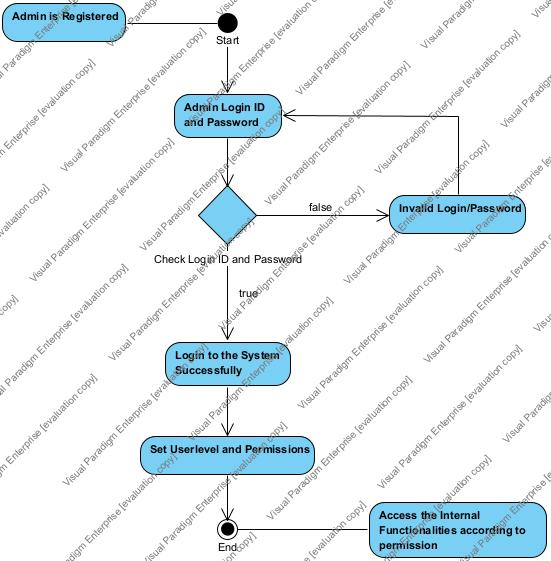 Admin is Registered
Start
Admin Login ID
and Password
false
Invalid Login/Password
Check Login ID and Password
true
Login to the System
Successfully
Set Userlevel and Permissions
End
Access the Internal
Functionalities according to
permission
Visual Paradigm Enterprise [evaluation copy]